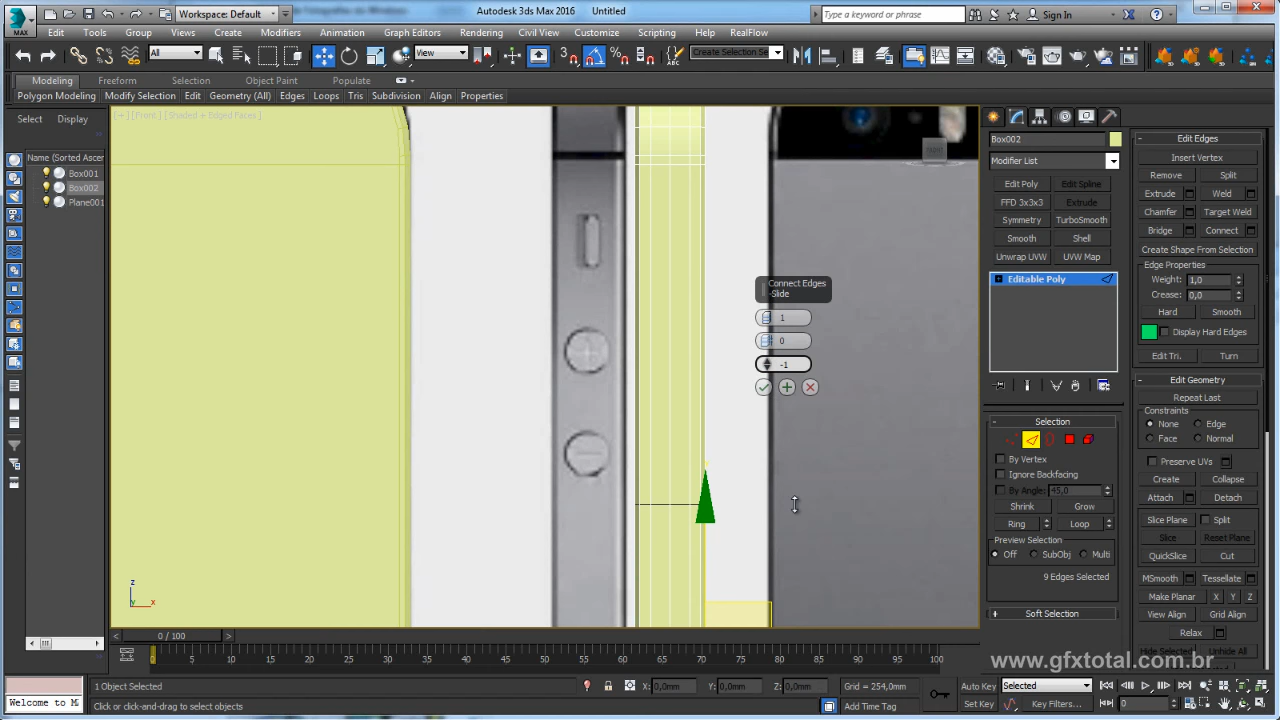 Workspace: Default
Autodesk 3ds Max 2016
Untitled
Type a keyword or phrase
Sign In
MAX
Edit
Tools
Group
Views
Create
Modifiers
Animation
Graph Editors
Rendering
Civil View
Customize
Scripting
Help
RealFlow
All
View
Create Selection Se
Modeling
Freeform
Selection
Object Paint
Populate
Polygon Modeling
Modify Selection
Edit
Geometry (All)
Edges
Loops
Tris
Subdivision
Align
Properties
Select
Display
Name (Sorted Ascen
Box001
Box002
Plane001
[+] [Front] [Shaded + Edged Faces]
Connect Edges
-Slide
1
0
-1
z
x
Box002
Modifier List
Edit Poly
Edit Spline
FFD 3x3x3
Extrude
Symmetry
TurboSmooth
Smooth
Shell
Unwrap UVW
UVW Map
Editable Poly
Selection
By Vertex
Ignore Backfacing
By Angle:
45,0
Shrink
Grow
Ring
Loop
Preview Selection
Off
SubObj
Multi
9 Edges Selected
Soft Selection
Edit Edges
Insert Vertex
Remove
Split
Extrude
Weld
Chamfer
Target Weld
Bridge
Connect
Create Shape From Selection
Edge Properties
Weight:
1,0
Crease:
0,0
Hard
Smooth
Display Hard Edges
Edit Tri.
Turn
Edit Geometry
Repeat Last
Constraints
None
Edge
Face
Normal
Preserve UVs
Create
Collapse
Attach
Detach
Slice Plane
Split
Slice
Reset Plane
QuickSlice
Cut
MSmooth
Tessellate
Make Planar
X
Y
Z
View Align
Grid Align
Relax
Hide Selected
Unhide All
www.gfxtotal.com.br
0 / 100
0
5
10
15
20
25
30
35
40
45
50
55
60
65
70
75
80
85
90
95
100
1 Object Selected
X:
0,0mm
Y:
0,0mm
Z:
0,0mm
Grid = 254,0mm
Auto Key
Selected
Welcome to M
Click or click-and-drag to select objects
Add Time Tag
Set Key
Key Filters...
0